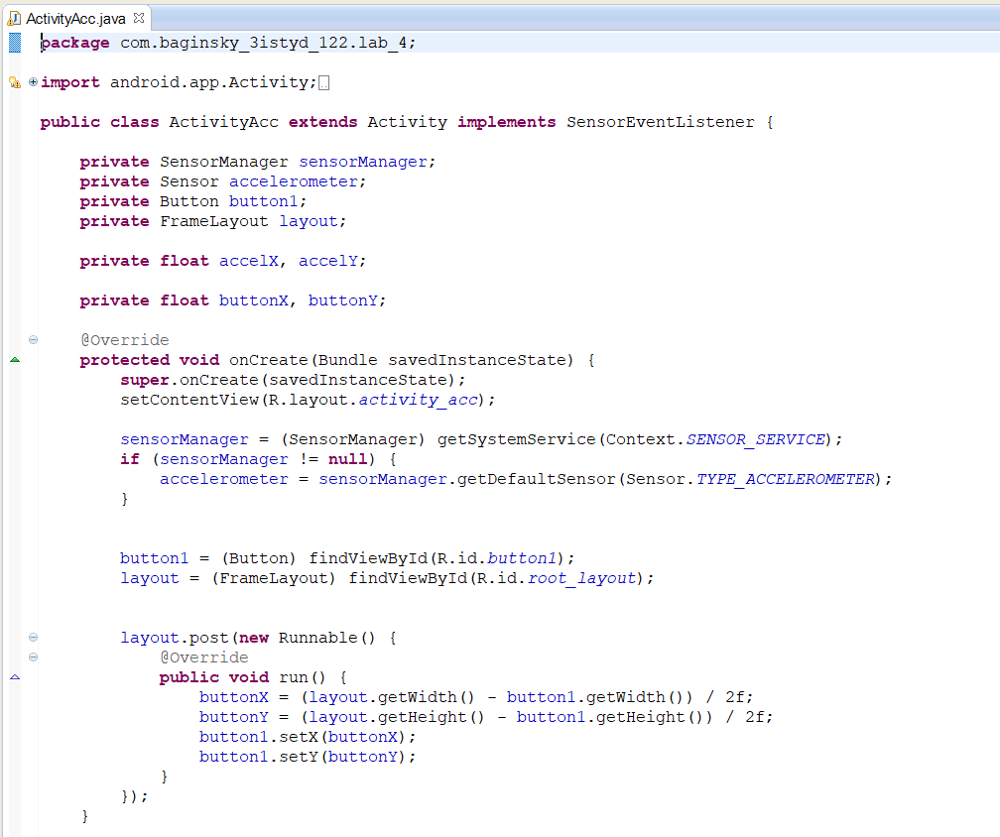 ActivityAcc.java
package com.baginsky_3istyd_122.lab_4;
import android.app.Activity;
public class ActivityAcc extends Activity implements SensorEventListener {
private SensorManager sensorManager;
private Sensor accelerometer;
private Button button1;
private FrameLayout layout;
private float accelX, accelY;
private float buttonX, buttonY;
@Override
protected void onCreate(Bundle savedInstanceState) {
super.onCreate(savedInstanceState);
setContentView(R.layout.activity_acc);
sensorManager = (SensorManager) getSystemService(Context.SENSOR_SERVICE);
if (sensorManager != null) {
accelerometer = sensorManager.getDefaultSensor(Sensor.TYPE_ACCELEROMETER);
}
button1 = (Button) findViewById(R.id.button1);
layout = (FrameLayout) findViewById(R.id.root_layout);
layout.post(new Runnable() {
@Override
public void run() {
buttonX = (layout.getWidth() - button1.getWidth()) / 2f;
buttonY = (layout.getHeight() - button1.getHeight()) / 2f;
button1.setX(buttonX);
button1.setY(buttonY);
}
});
}